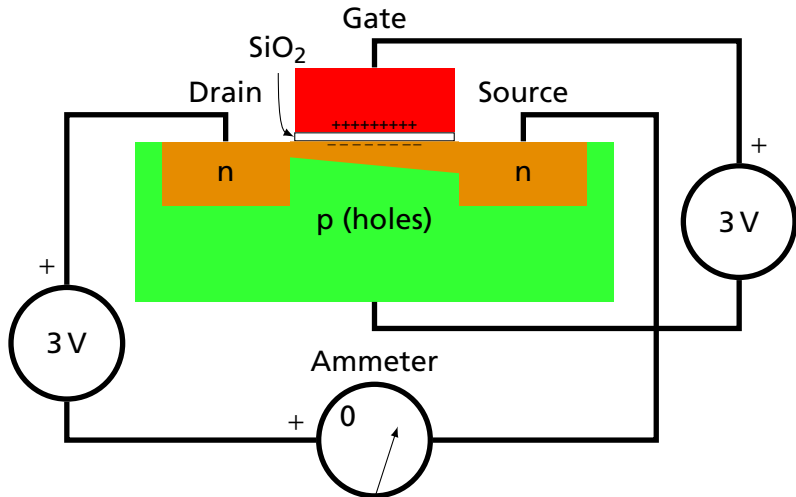 Gate
SiO₂
Drain
Source
+++++++++
− − − − − − − −
+
n
n
p (holes)
3 V
+
3 V
Ammeter
+
0